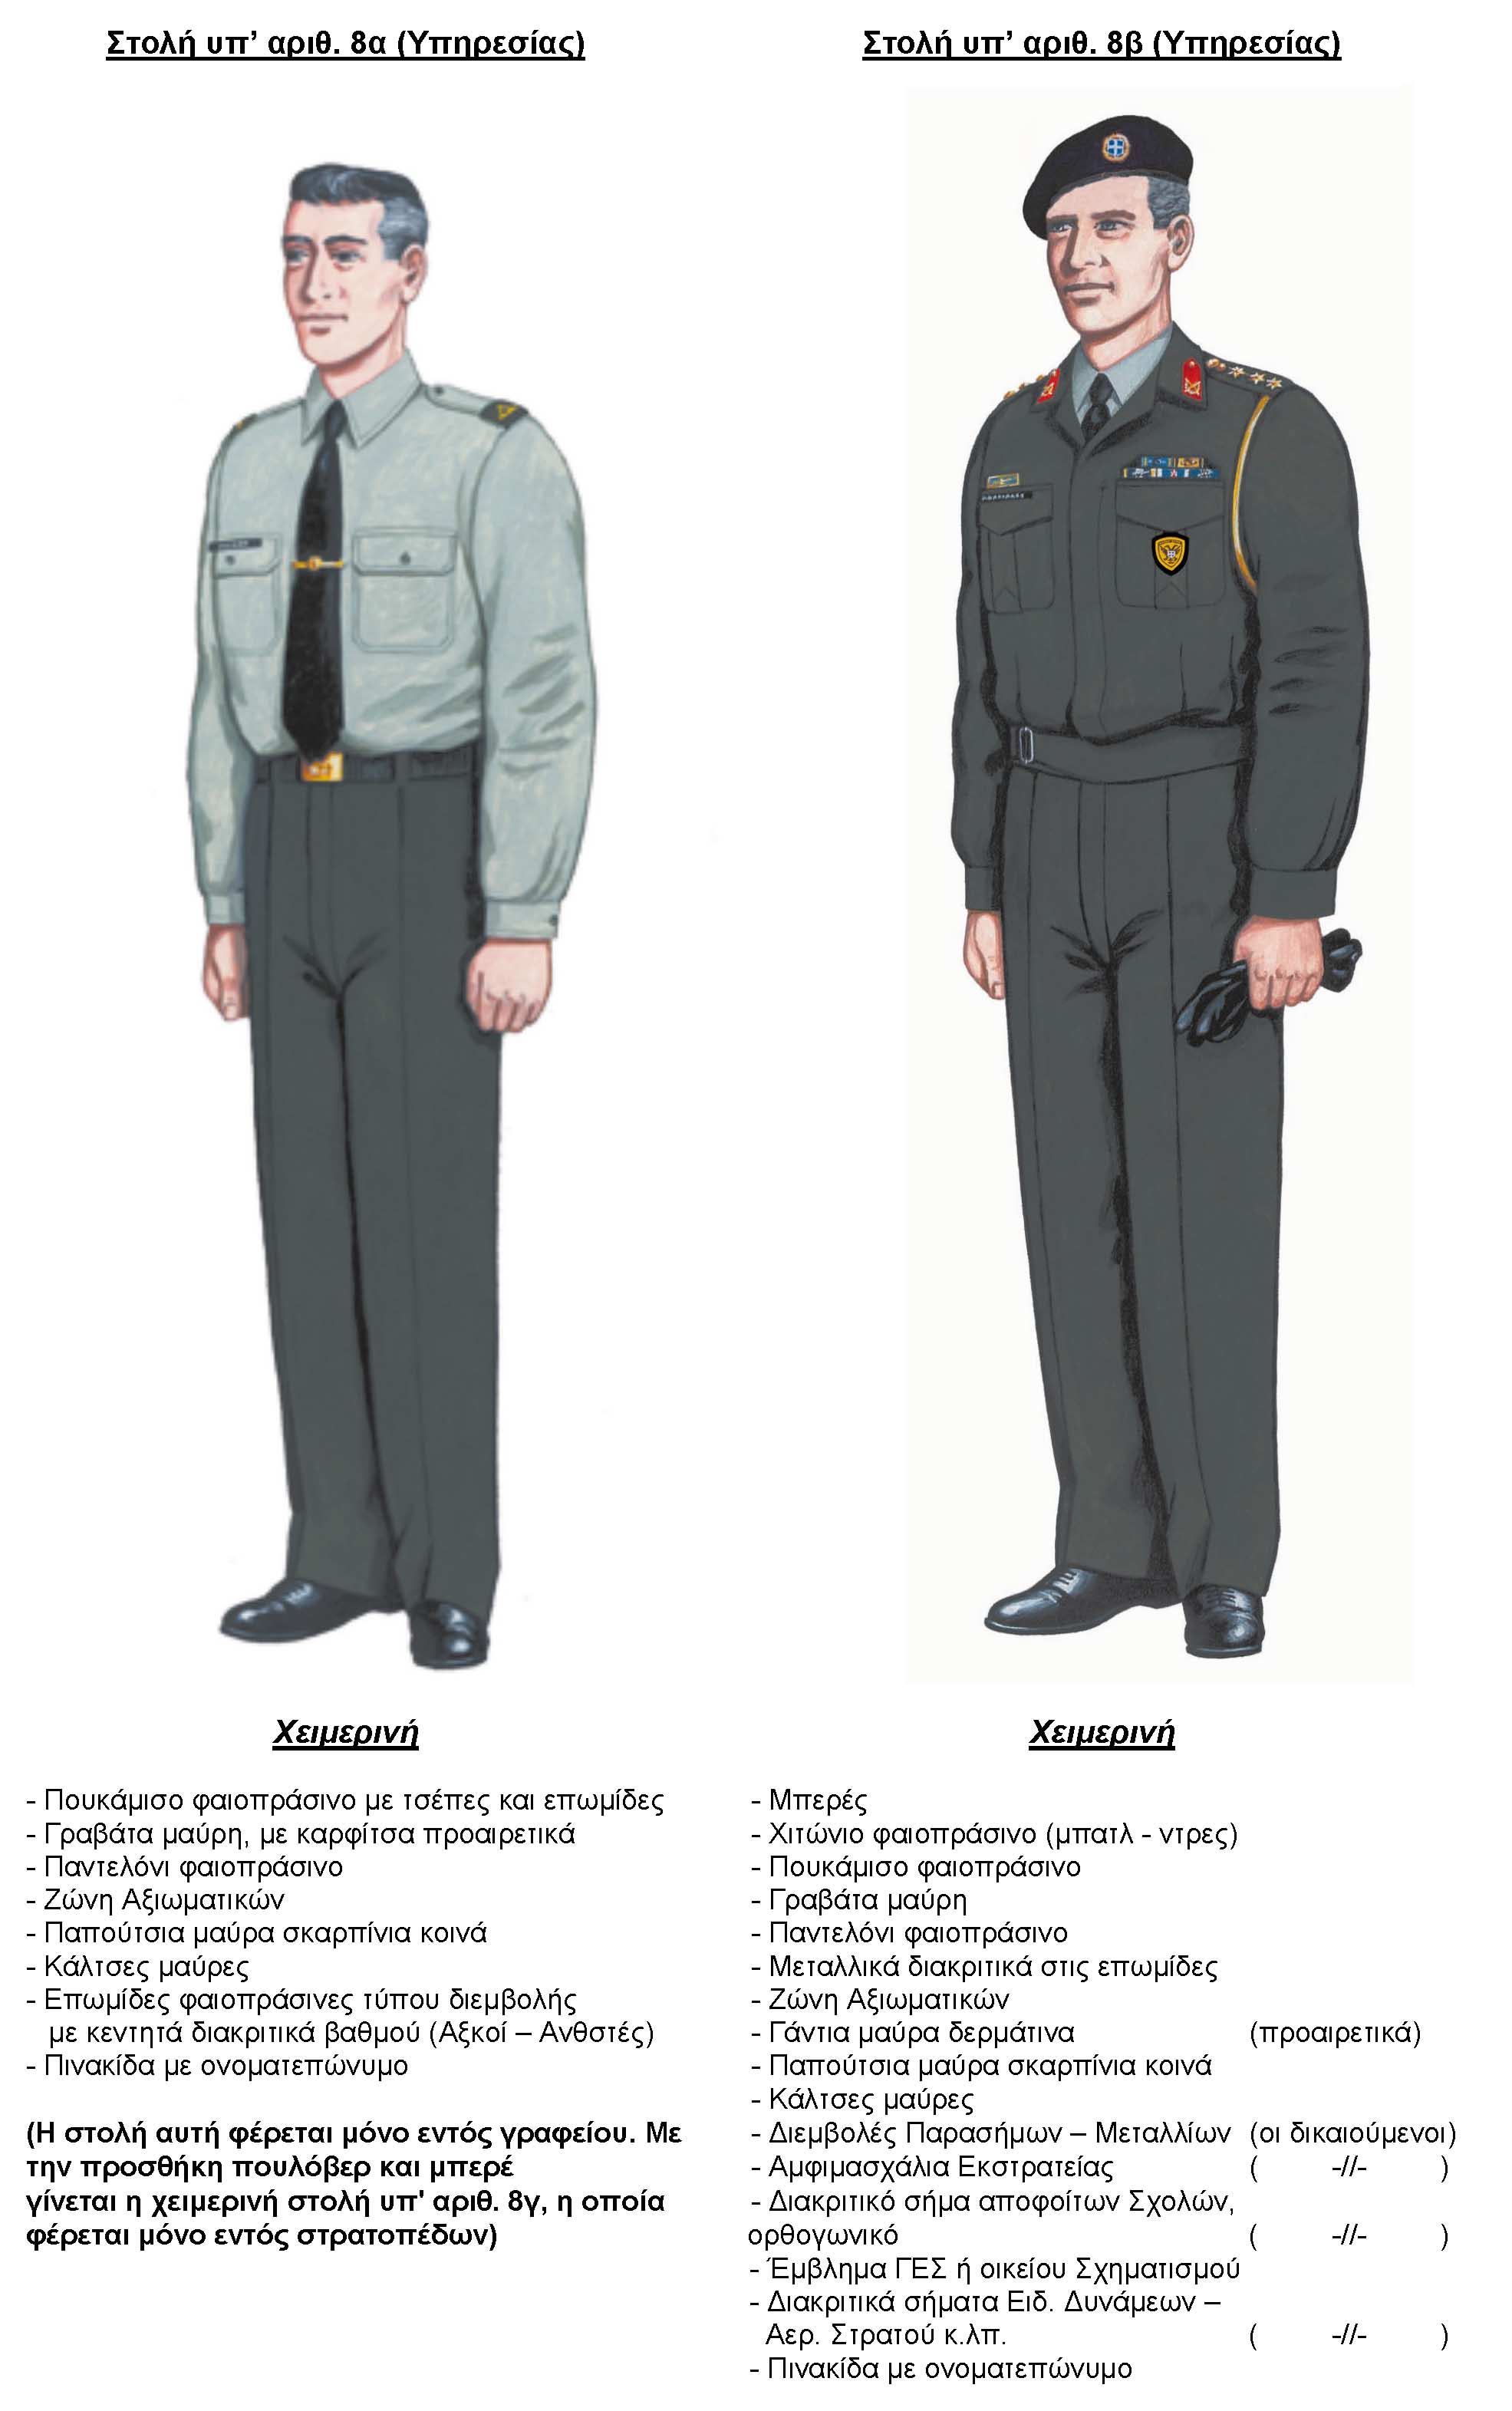 Στολή υπ’ αριθ. 8α (Υπηρεσίας)
Χειμερινή
- Πουκάμισο φαιοπράσινο με τσέπες και επωμίδες
- Γραβάτα μαύρη, με καρφίτσα προαιρετικά
- Παντελόνι φαιοπράσινο
- Ζώνη Αξιωματικών
- Παπούτσια μαύρα σκαρπίνια κοινά
- Κάλτσες μαύρες
- Επωμίδες φαιοπράσινες τύπου διεμβολής
με κεντητά διακριτικά βαθμού (Αξκοί – Ανθστές)
- Πινακίδα με ονοματεπώνυμο
(Η στολή αυτή φέρεται μόνο εντός γραφείου. Με
την προσθήκη πουλόβερ και μπερέ
γίνεται η χειμερινή στολή υπ' αριθ. 8γ, η οποία
φέρεται μόνο εντός στρατοπέδων)
Στολή υπ’ αριθ. 8β (Υπηρεσίας)
Χειμερινή
- Μπερές
- Χιτώνιο φαιοπράσινο (μπατλ - ντρες)
- Πουκάμισο φαιοπράσινο
- Γραβάτα μαύρη
- Παντελόνι φαιοπράσινο
- Μεταλλικά διακριτικά στις επωμίδες
- Ζώνη Αξιωματικών
- Γάντια μαύρα δερμάτινα (προαιρετικά)
- Παπούτσια μαύρα σκαρπίνια κοινά
- Κάλτσες μαύρες
- Διεμβολές Παρασήμων – Μεταλλίων (οι δικαιούμενοι)
- Αμφιμασχάλια Εκστρατείας ( -//- )
- Διακριτικό σήμα αποφοίτων Σχολών,
ορθογωνικό ( -//- )
- Έμβλημα ΓΕΣ ή οικείου Σχηματισμού
- Διακριτικά σήματα Ειδ. Δυνάμεων –
Αερ. Στρατού κ.λπ. ( -//- )
- Πινακίδα με ονοματεπώνυμο